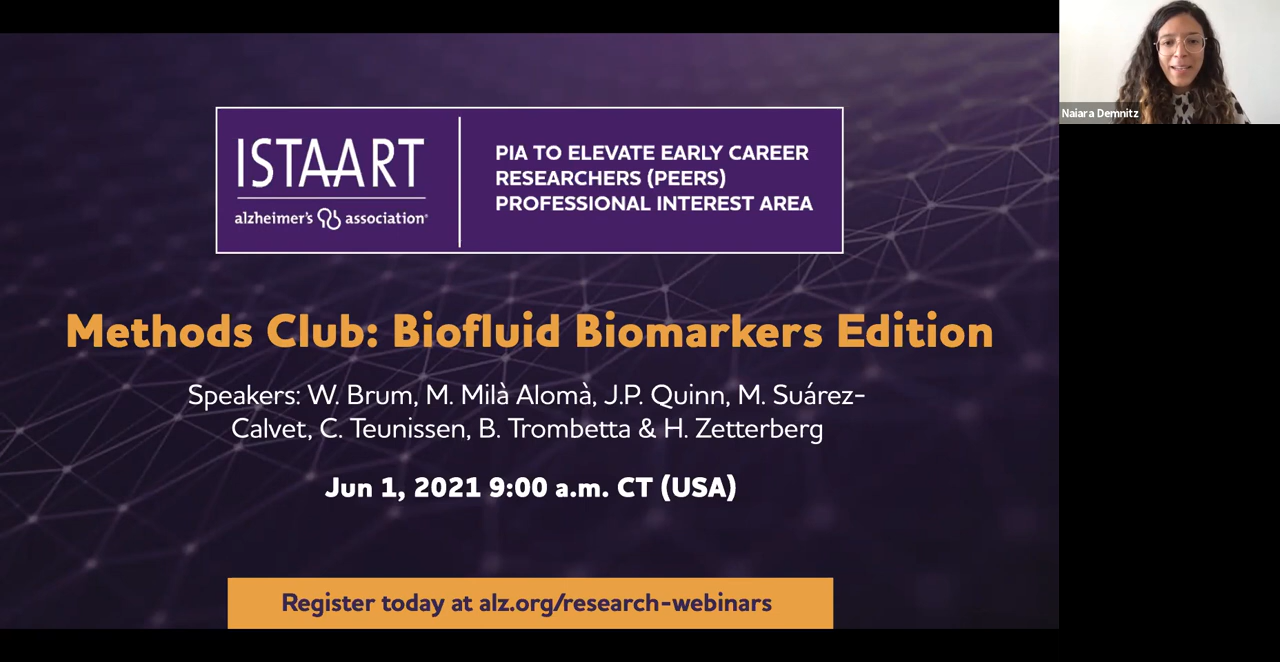 ISTAART
alzheimer's association®
PIA TO ELEVATE EARLY CAREER
RESEARCHERS (PEERS)
PROFESSIONAL INTEREST AREA
Methods Club: Biofluid Biomarkers Edition
Speakers: W. Brum, M. Milà Alomà, J.P. Quinn, M. Suárez-
Calvet, C. Teunissen, B. Trombetta & H. Zetterberg
Jun 1, 2021 9:00 a.m. CT (USA)
Register today at alz.org/research-webinars
Naiara Demnitz